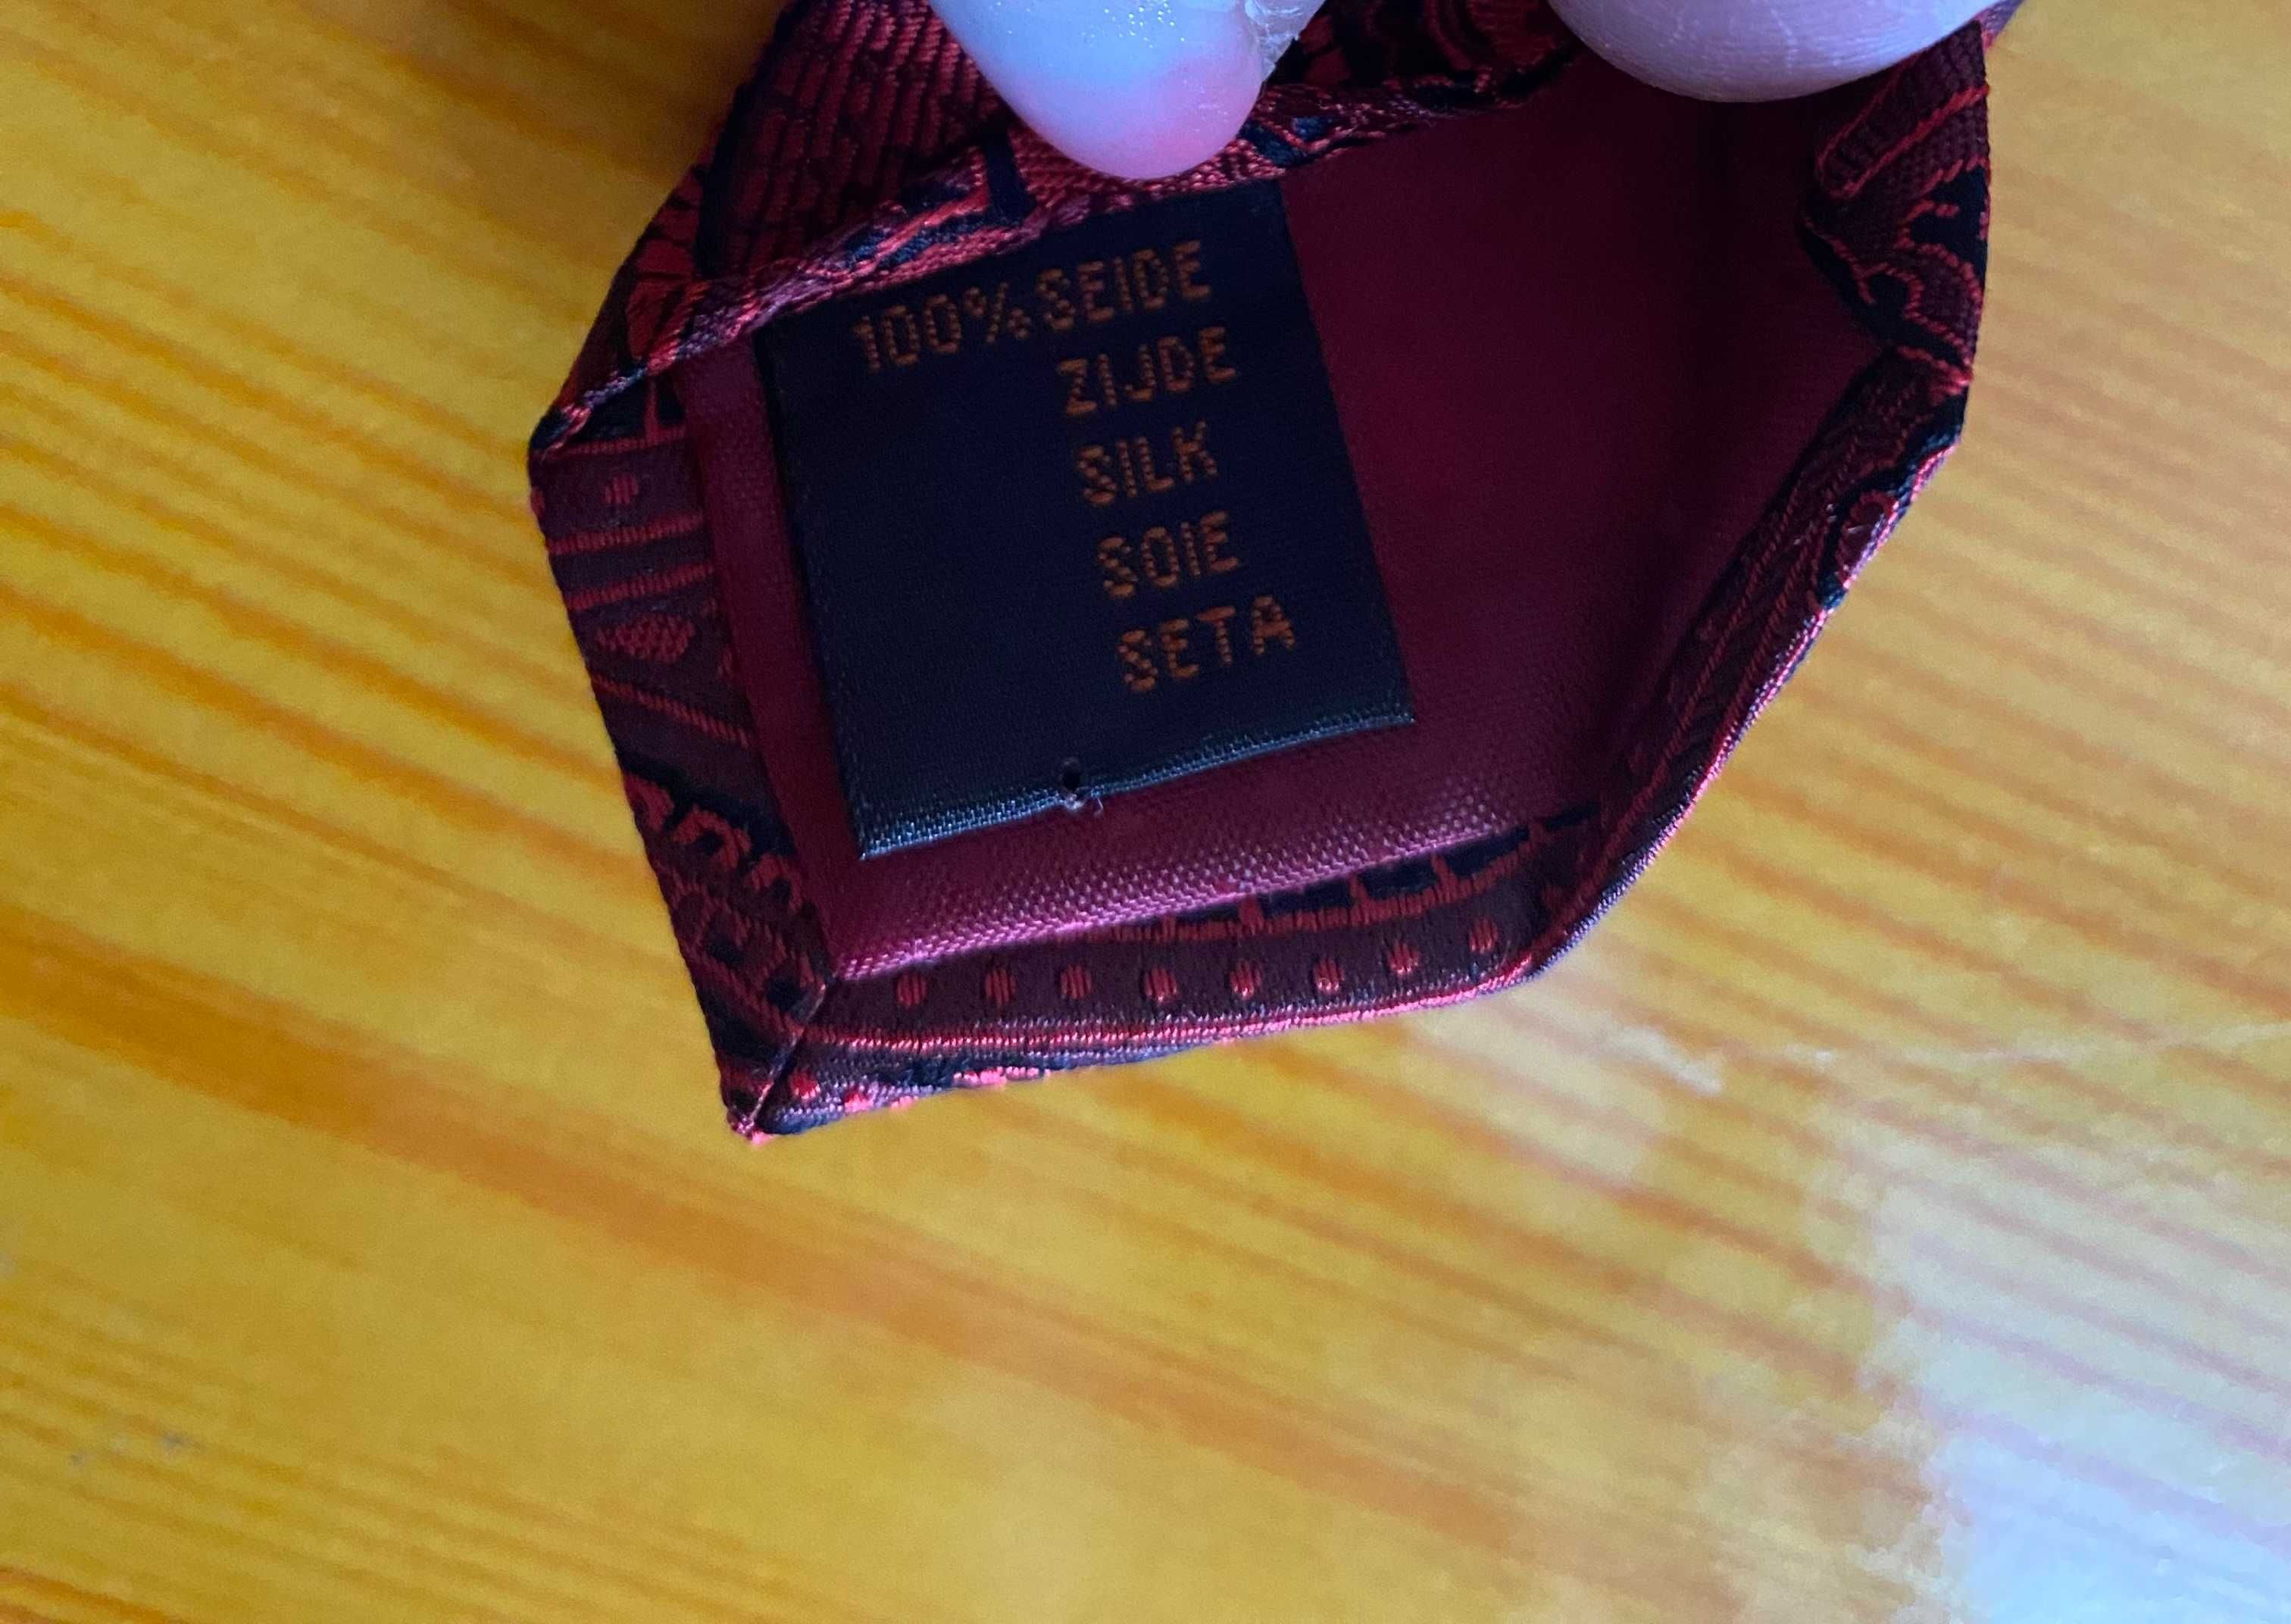 100% SEIDE
ZIJDE
SILK
SOIE
SETA